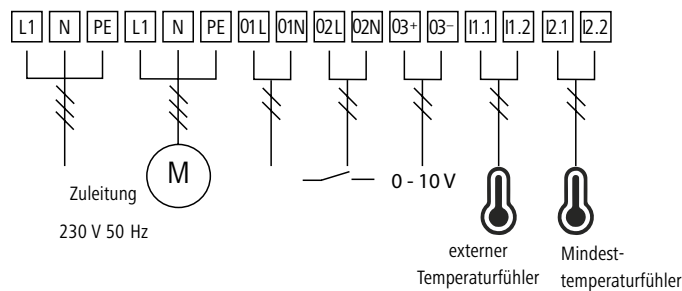 L1 N PE L1 N PE 01L 01N 02L 02N 03+ 03− I1.1 I1.2 I2.1 I2.2
M
0 - 10 V
Zuleitung
230 V 50 Hz
externer
Temperaturfühler
Mindest-
temperaturfühler